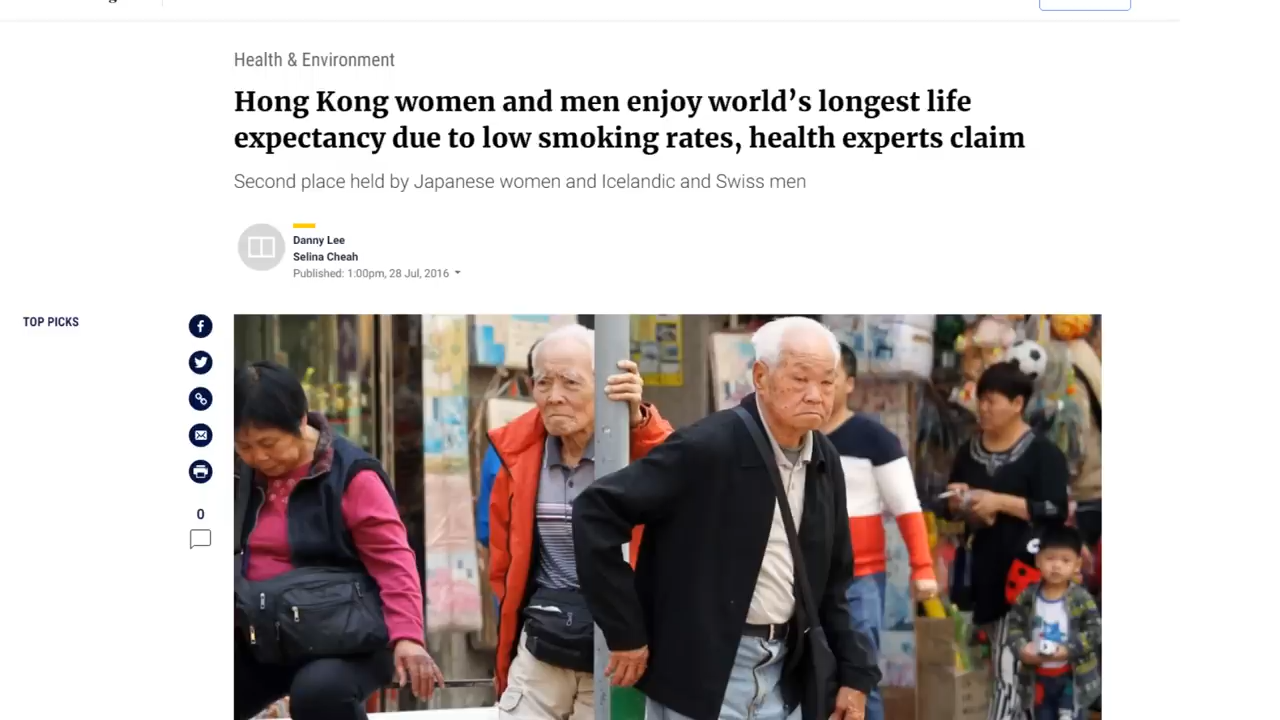 Health & Environment
Hong Kong women and men enjoy world’s longest life
expectancy due to low smoking rates, health experts claim
Second place held by Japanese women and Icelandic and Swiss men
Danny Lee
Selina Cheah
Published: 1:00pm, 28 Jul, 2016
TOP PICKS
0